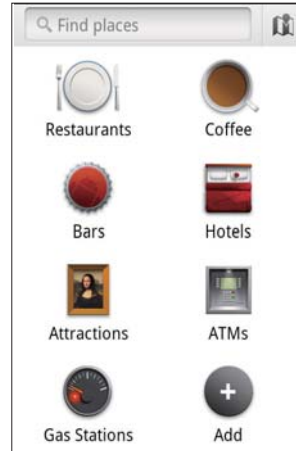 Find places
Restaurants
Coffee
Bars
Hotels
Attractions
ATMs
Gas Stations
Add